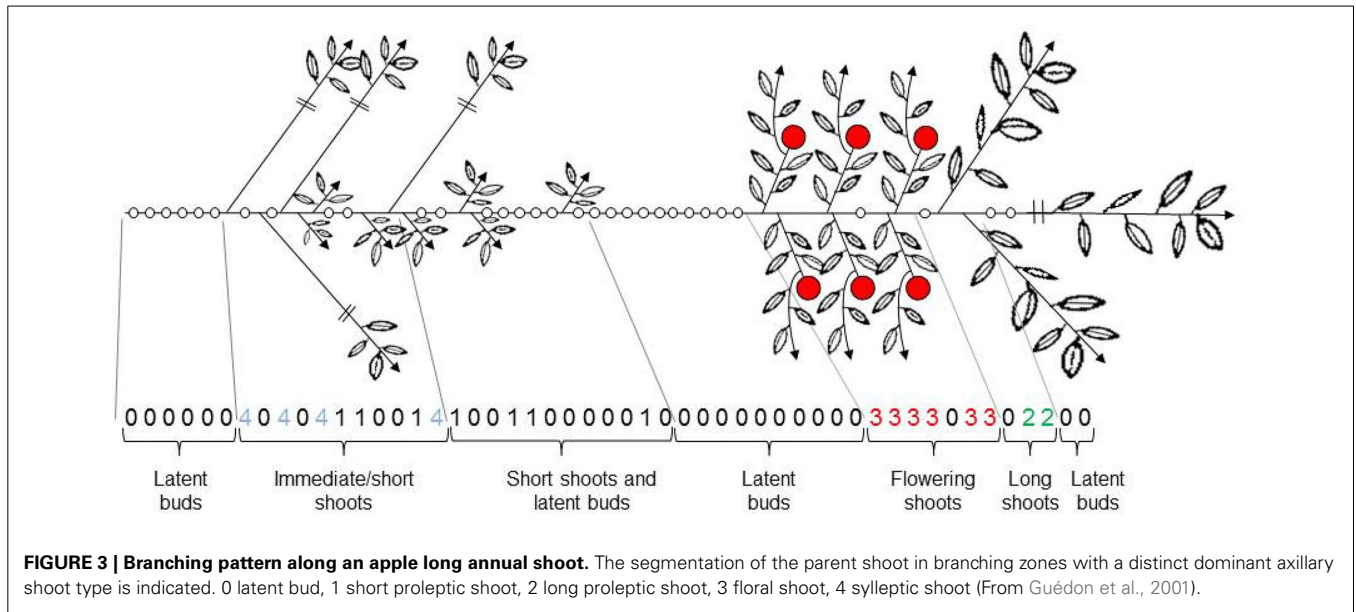 0000004040411001410011000010000000000033330330220 0
Latent buds Immediate/short shoots Short shoots and latent buds Latent buds Flowering shoots Long shoots Latent buds
FIGURE 3 | Branching pattern along an apple long annual shoot. The segmentation of the parent shoot in branching zones with a distinct dominant axillary
shoot type is indicated. 0 latent bud, 1 short proleptic shoot, 2 long proleptic shoot, 3 floral shoot, 4 sylleptic shoot (From Guédon et al., 2001).